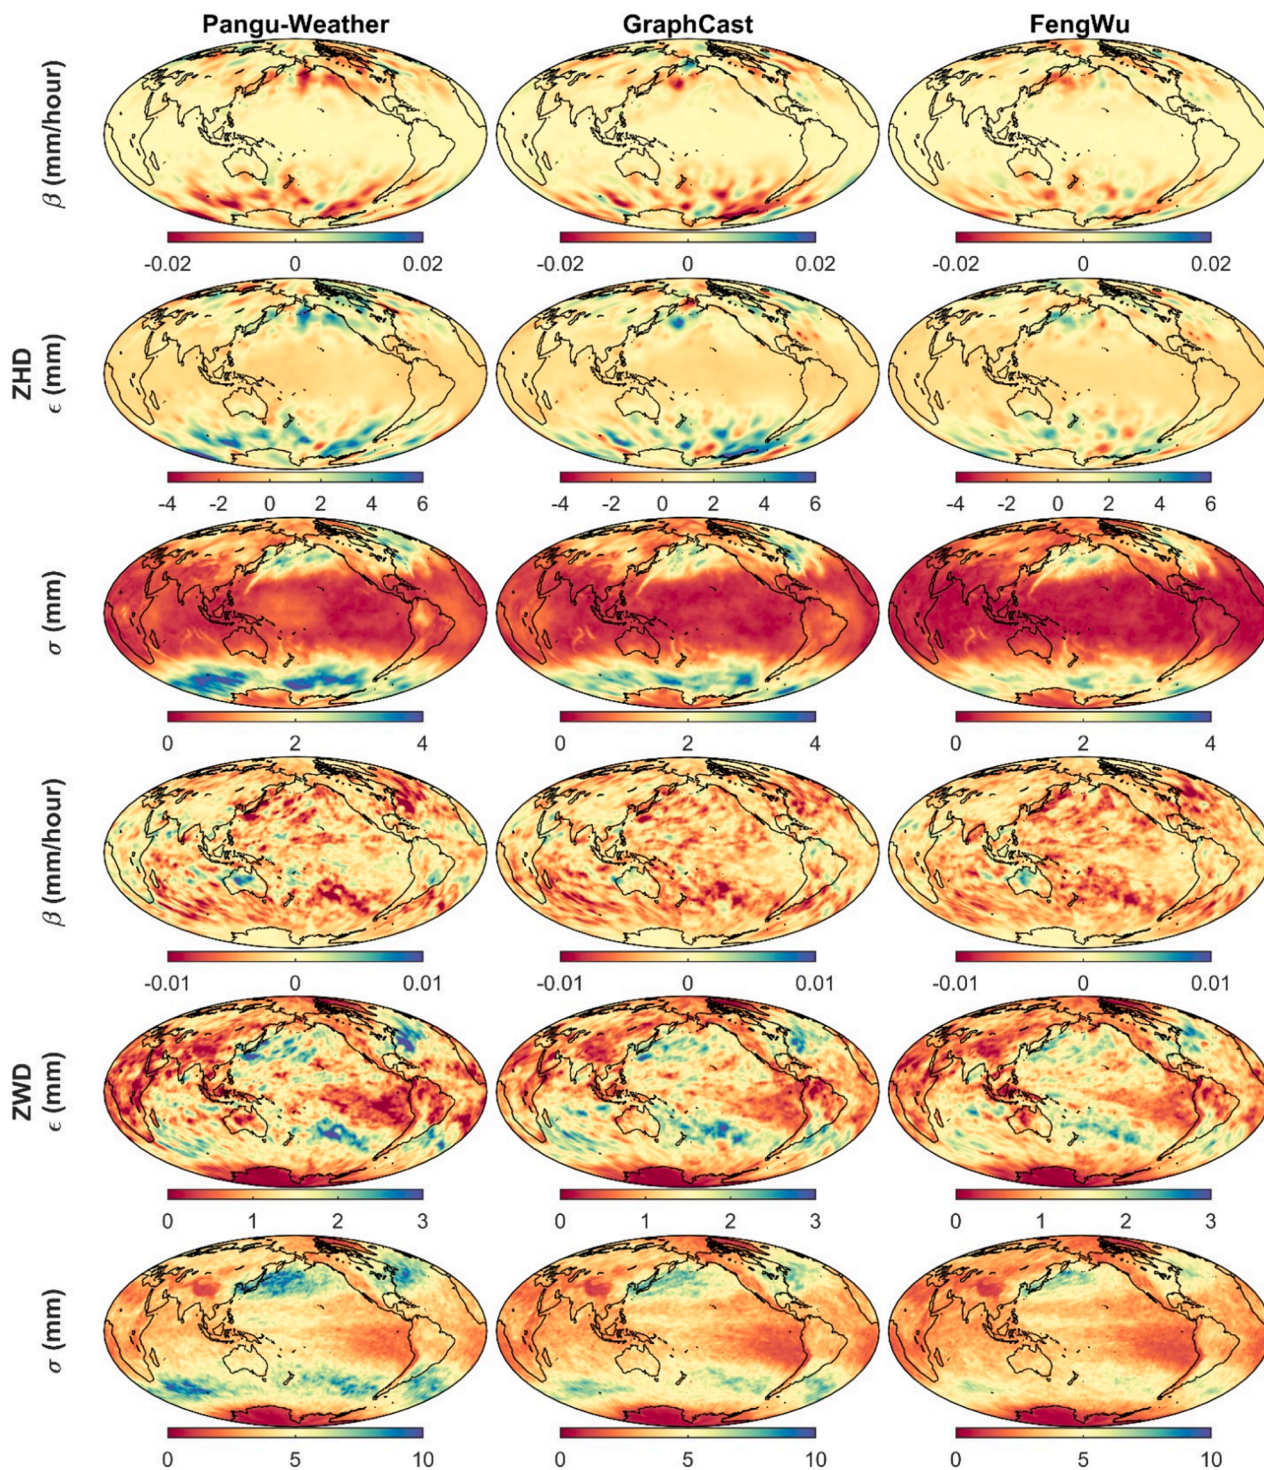 Pangu-Weather GraphCast FengWu
β (mm/hour)
-0.02 0 0.02 -0.02 0 0.02 -0.02 0 0.02
ZHD
ϵ (mm)
-4 -2 0 2 4 6 -4 -2 0 2 4 6 -4 -2 0 2 4 6
σ (mm)
0 2 4 0 2 4 0 2 4
β (mm/hour)
-0.01 0 0.01 -0.01 0 0.01 -0.01 0 0.01
ZWD
ϵ (mm)
0 1 2 3 0 1 2 3 0 1 2 3
σ (mm)
0 5 10 0 5 10 0 5 10